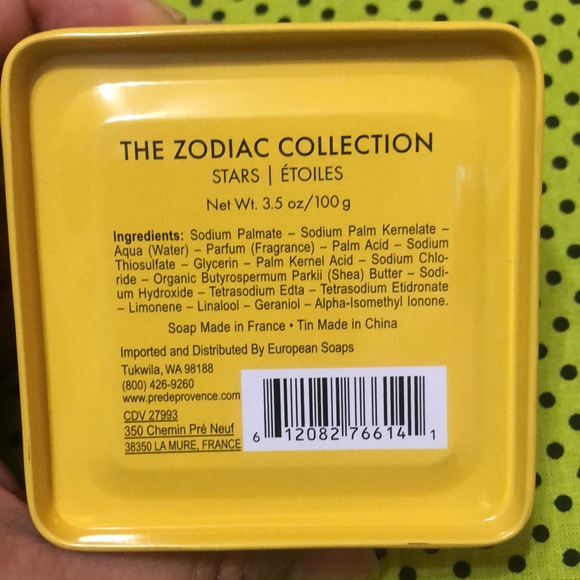 THE ZODIAC COLLECTION
STARS | ÉTOILES
Net Wt. 3.5 oz/100 g
Ingredients: Sodium Palmate – Sodium Palm Kernelate –
Aqua (Water) – Parfum (Fragrance) – Palm Acid – Sodium
Thiosulfate – Glycerin – Palm Kernel Acid – Sodium Chlo-
ride – Organic Butyrospermum Parkii (Shea) Butter – Sodi-
um Hydroxide – Tetrasodium Edta – Tetrasodium Etidronate
– Limonene – Linalool – Geraniol – Alpha-Isomethyl Ionone.
Soap Made in France • Tin Made in China
Imported and Distributed By European Soaps
Tukwila, WA 98188
(800) 426-9260
www.predeprovence.com
CDV 27993
350 Chemin Pré Neuf
38350 LA MURE, FRANCE
6 12082 76614 1